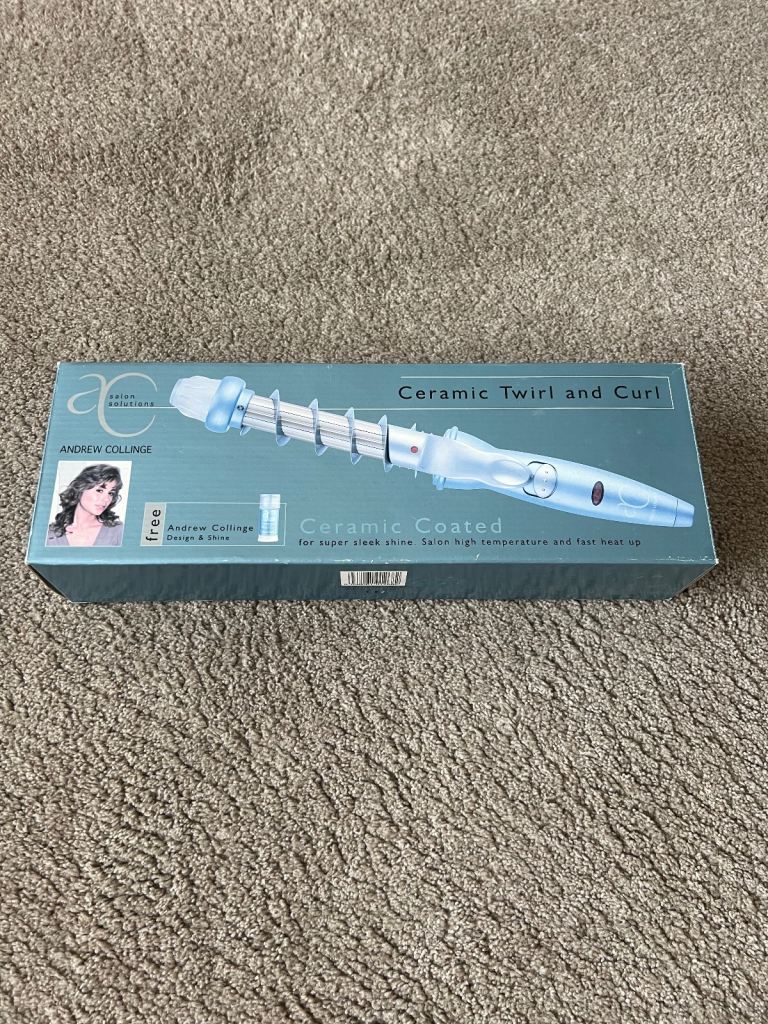 ac
salon
solutions
Ceramic Twirl and Curl
ANDREW COLLINGE
free
Andrew Collinge
Design & Shine
Ceramic Coated
for super sleek shine. Salon high temperature and fast heat up